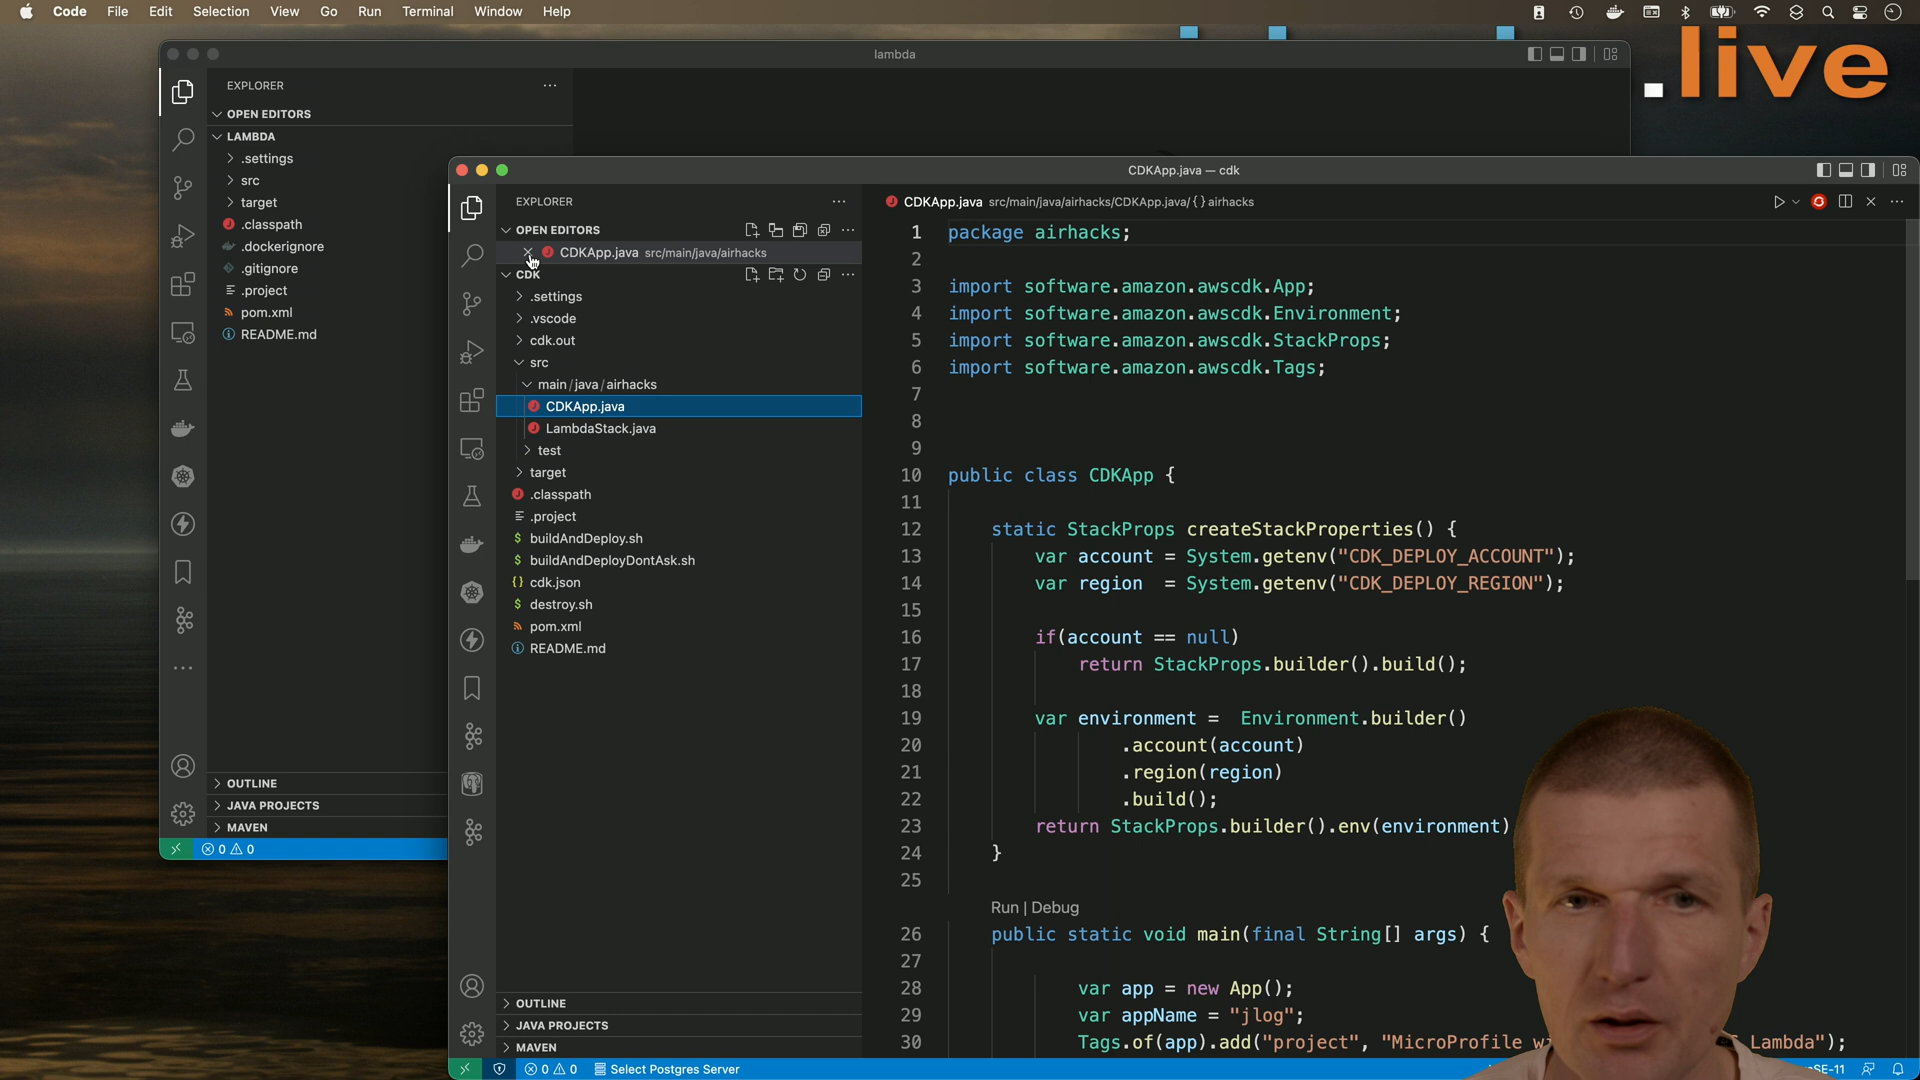 Code File Edit Selection View Go Run Terminal Window Help
.live
lambda
EXPLORER
OPEN EDITORS
LAMBDA
.settings
src
target
.classpath
.dockerignore
.gitignore
.project
pom.xml
README.md
OUTLINE
JAVA PROJECTS
MAVEN
0 0
CDKApp.java — cdk
EXPLORER
OPEN EDITORS
CDKApp.java src/main/java/airhacks
CDK
.settings
.vscode
cdk.out
src
main/java/airhacks
CDKApp.java
LambdaStack.java
test
target
.classpath
.project
buildAndDeploy.sh
buildAndDeployDontAsk.sh
cdk.json
destroy.sh
pom.xml
README.md
OUTLINE
JAVA PROJECTS
MAVEN
CDKApp.java src/main/java/airhacks/CDKApp.java/{} airhacks
1 package airhacks;
2
3 import software.amazon.awscdk.App;
4 import software.amazon.awscdk.Environment;
5 import software.amazon.awscdk.StackProps;
6 import software.amazon.awscdk.Tags;
7
8
9
10 public class CDKApp {
11
12 static StackProps createStackProperties() {
13 var account = System.getenv("CDK_DEPLOY_ACCOUNT");
14 var region = System.getenv("CDK_DEPLOY_REGION");
15
16 if(account == null)
17 return StackProps.builder().build();
18
19 var environment = Environment.builder()
20 .account(account)
21 .region(region)
22 .build();
23 return StackProps.builder().env(environment)
24 }
25
Run | Debug
26 public static void main(final String[] args) {
27
28 var app = new App();
29 var appName = "jlog";
30 Tags.of(app).add("project", "MicroProfile Lambda");
0 0 Select Postgres Server
SE-11